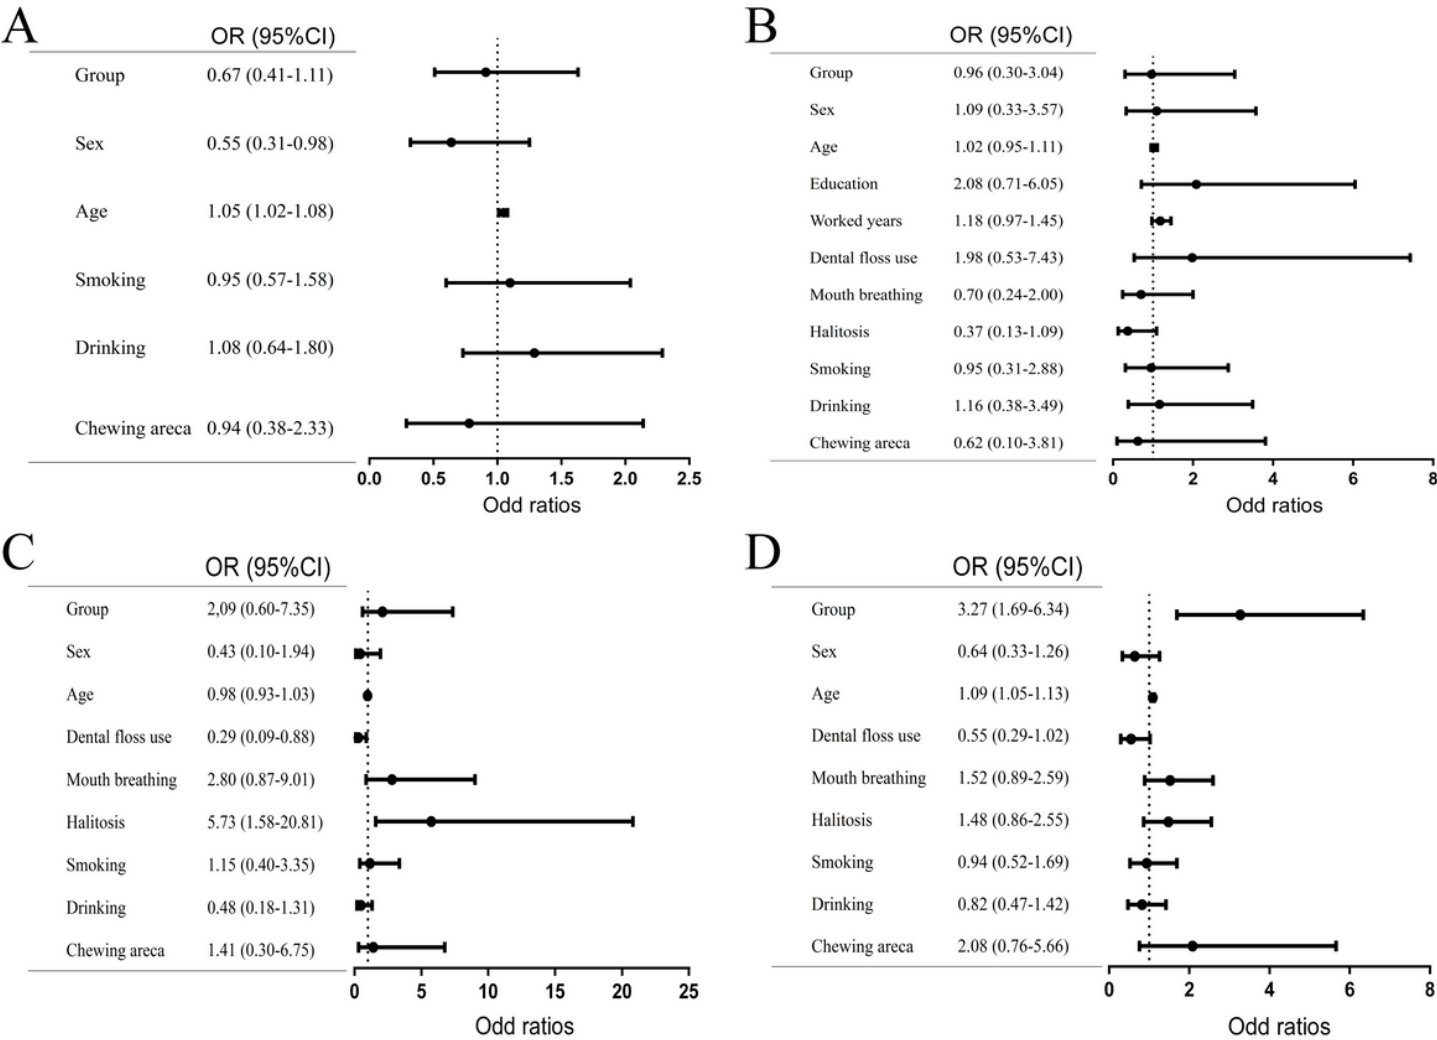 A
OR (95%CI)
Group 0.67 (0.41-1.11)
Sex 0.55 (0.31-0.98)
Age 1.05 (1.02-1.08)
Smoking 0.95 (0.57-1.58)
Drinking 1.08 (0.64-1.80)
Chewing areca 0.94 (0.38-2.33)
0.0 0.5 1.0 1.5 2.0 2.5
Odd ratios
B
OR (95%CI)
Group 0.96 (0.30-3.04)
Sex 1.09 (0.33-3.57)
Age 1.02 (0.95-1.11)
Education 2.08 (0.71-6.05)
Worked years 1.18 (0.97-1.45)
Dental floss use 1.98 (0.53-7.43)
Mouth breathing 0.70 (0.24-2.00)
Halitosis 0.37 (0.13-1.09)
Smoking 0.95 (0.31-2.88)
Drinking 1.16 (0.38-3.49)
Chewing areca 0.62 (0.10-3.81)
0 2 4 6 8
Odd ratios
C
OR (95%CI)
Group 2,09 (0.60-7.35)
Sex 0.43 (0.10-1.94)
Age 0.98 (0.93-1.03)
Dental floss use 0.29 (0.09-0.88)
Mouth breathing 2.80 (0.87-9.01)
Halitosis 5.73 (1.58-20.81)
Smoking 1.15 (0.40-3.35)
Drinking 0.48 (0.18-1.31)
Chewing areca 1.41 (0.30-6.75)
0 5 10 15 20 25
Odd ratios
D
OR (95%CI)
Group 3.27 (1.69-6.34)
Sex 0.64 (0.33-1.26)
Age 1.09 (1.05-1.13)
Dental floss use 0.55 (0.29-1.02)
Mouth breathing 1.52 (0.89-2.59)
Halitosis 1.48 (0.86-2.55)
Smoking 0.94 (0.52-1.69)
Drinking 0.82 (0.47-1.42)
Chewing areca 2.08 (0.76-5.66)
0 2 4 6 8
Odd ratios